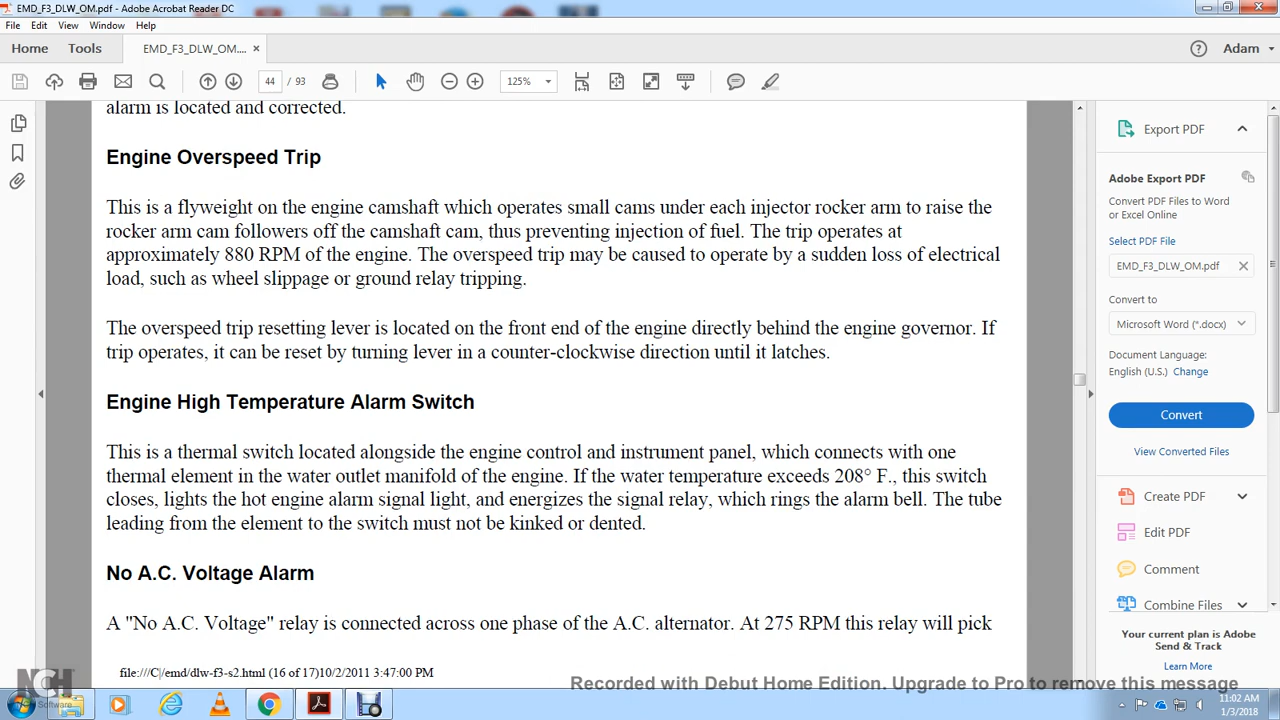 EMD_F3_DLW_OM.pdf - Adobe Acrobat Reader DC
File Edit View Window Help
Home Tools EMD_F3_DLW_OM.... × Adam
44 / 93 125%
alarm is located and corrected.
Engine Overspeed Trip
This is a flyweight on the engine camshaft which operates small cams under each injector rocker arm to raise the
rocker arm cam followers off the camshaft cam, thus preventing injection of fuel. The trip operates at
approximately 880 RPM of the engine. The overspeed trip may be caused to operate by a sudden loss of electrical
load, such as wheel slippage or ground relay tripping.
The overspeed trip resetting lever is located on the front end of the engine directly behind the engine governor. If
trip operates, it can be reset by turning lever in a counter-clockwise direction until it latches.
Engine High Temperature Alarm Switch
This is a thermal switch located alongside the engine control and instrument panel, which connects with one
thermal element in the water outlet manifold of the engine. If the water temperature exceeds 208° F., this switch
closes, lights the hot engine alarm signal light, and energizes the signal relay, which rings the alarm bell. The tube
leading from the element to the switch must not be kinked or dented.
No A.C. Voltage Alarm
A "No A.C. Voltage" relay is connected across one phase of the A.C. alternator. At 275 RPM this relay will pick
file:///C|/emd/dlw-f3-s2.html (16 of 17)10/2/2011 3:47:00 PM
Export PDF
Adobe Export PDF
Convert PDF Files to Word
or Excel Online
Select PDF File
EMD_F3_DLW_OM.pdf
Convert to
Microsoft Word (*.docx)
Document Language:
English (U.S.) Change
Convert
View Converted Files
Create PDF
Edit PDF
Comment
Combine Files
Your current plan is Adobe
Send & Track
Learn More
NCH
Software
Recorded with Debut Home Edition. Upgrade to Pro to remove this message
11:02 AM
1/3/2018